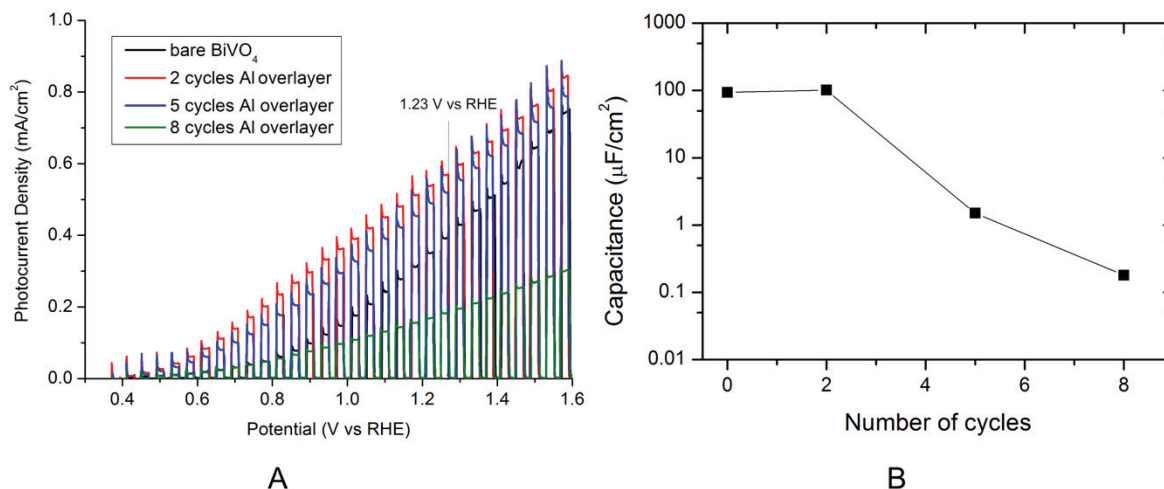 bare BiVO₄
2 cycles Al overlayer
5 cycles Al overlayer
8 cycles Al overlayer
1.23 V vs RHE
Photocurrent Density (mA/cm²)
1.0
0.8
0.6
0.4
0.2
0.0
0.4 0.6 0.8 1.0 1.2 1.4 1.6
Potential (V vs RHE)
A
Capacitance (µF/cm²)
1000
100
10
1
0.1
0.01
0 2 4 6 8
Number of cycles
B